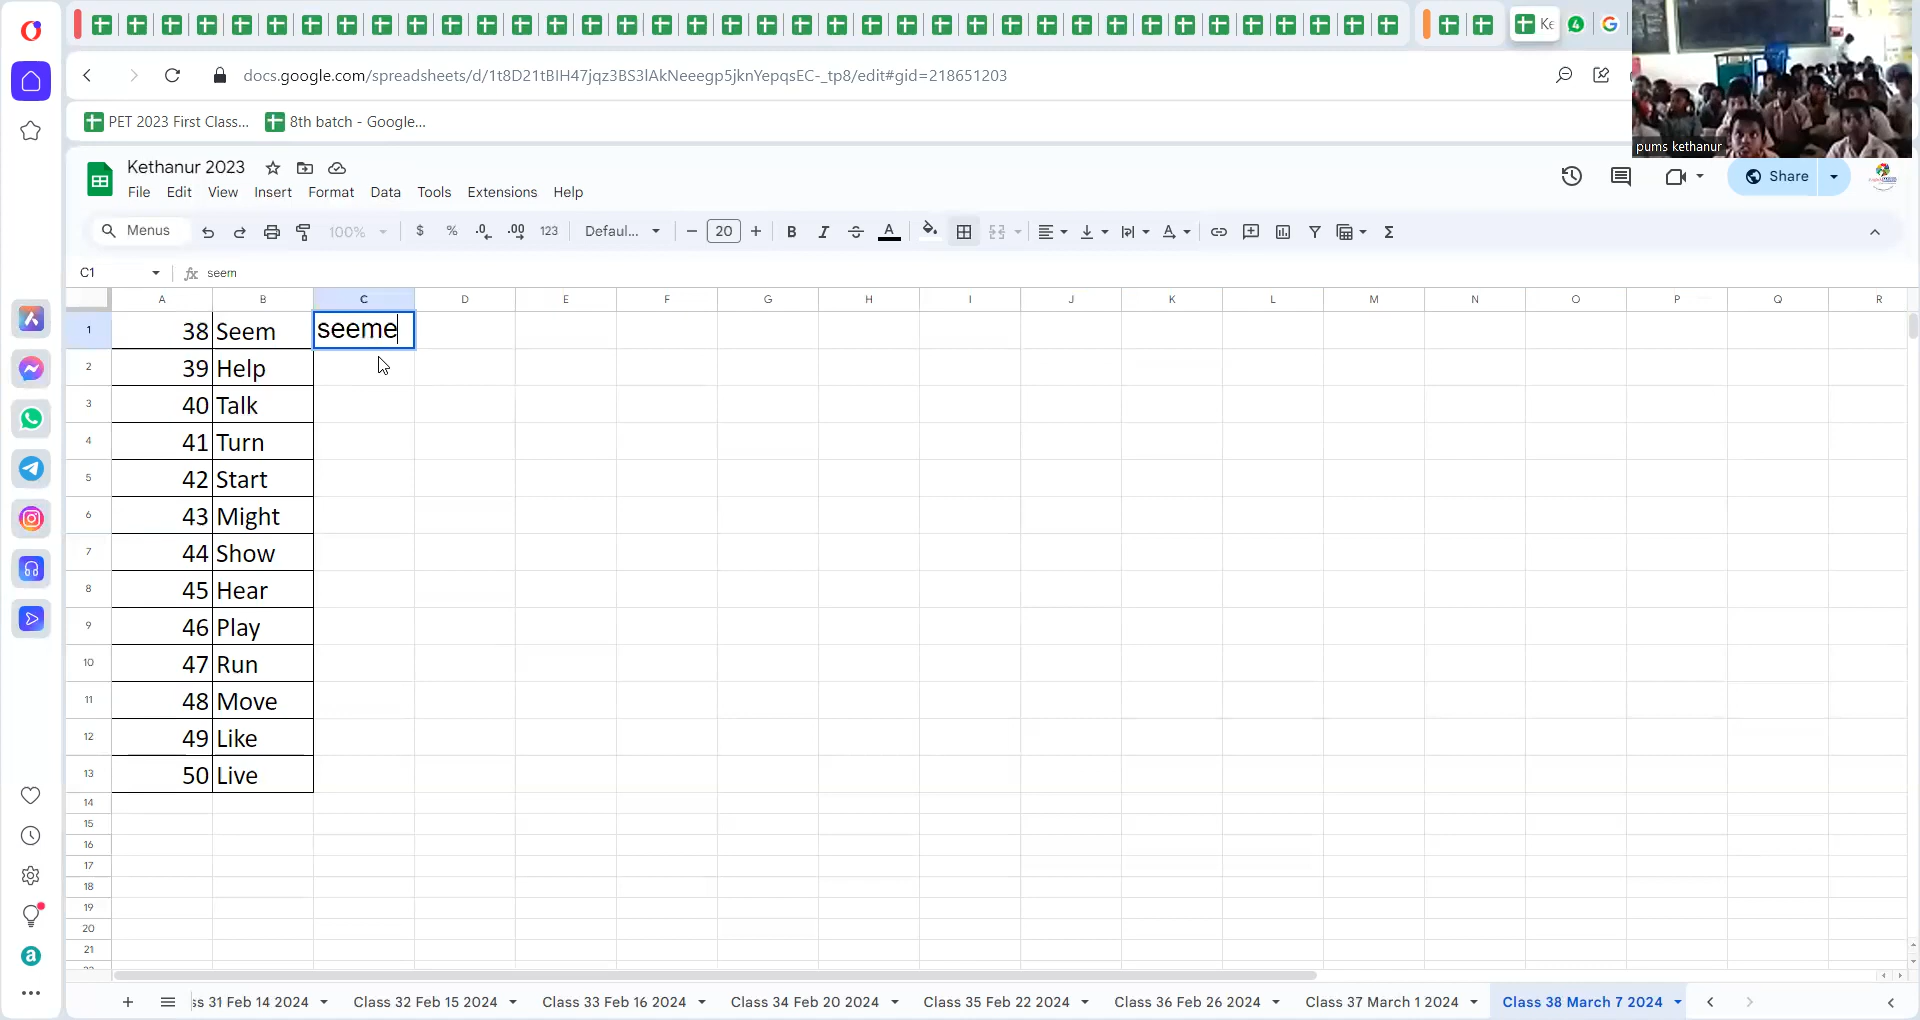 Ke
4
docs.google.com/spreadsheets/d/1t8D21tBIH47jqz3BS3lAkNeeegp5jknYepqsEC-_tp8/edit#gid=218651203
PET 2023 First Class...
8th batch - Google...
pums kethanur
Kethanur 2023
File Edit View Insert Format Data Tools Extensions Help
Share
Menus 100% $ % .0 .00 123 Defaul... 20 B I A
C1 fx seem
A B C D E F G H I J K L M N O P Q R
1 38 Seem seeme
2 39 Help
3 40 Talk
4 41 Turn
5 42 Start
6 43 Might
7 44 Show
8 45 Hear
9 46 Play
10 47 Run
11 48 Move
12 49 Like
13 50 Live
14
15
16
17
18
19
20
21
ss 31 Feb 14 2024 Class 32 Feb 15 2024 Class 33 Feb 16 2024 Class 34 Feb 20 2024 Class 35 Feb 22 2024 Class 36 Feb 26 2024 Class 37 March 1 2024 Class 38 March 7 2024